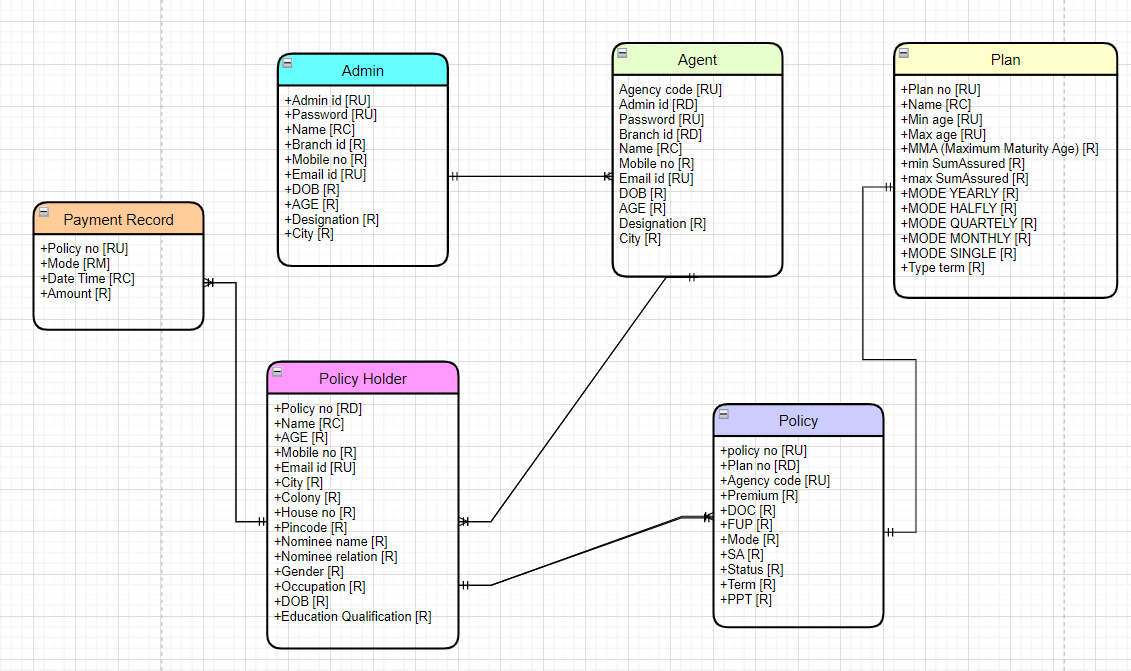 Admin
+Admin id [RU]
+Password [RU]
+Name [RC]
+Branch id [R]
+Mobile no [R]
+Email id [RU]
+DOB [R]
+AGE [R]
+Designation [R]
+City [R]
Agent
Agency code [RU]
Admin id [RD]
Password [RU]
Branch id [RD]
Name [RC]
Mobile no [R]
Email id [RU]
DOB [R]
AGE [R]
Designation [R]
City [R]
Plan
+Plan no [RU]
+Name [RC]
+Min age [RU]
+Max age [RU]
+MMA (Maximum Maturity Age) [R]
+min SumAssured [R]
+max SumAssured [R]
+MODE YEARLY [R]
+MODE HALFLY [R]
+MODE QUARTELY [R]
+MODE MONTHLY [R]
+MODE SINGLE [R]
+Type term [R]
Payment Record
+Policy no [RU]
+Mode [RM]
+Date Time [RC]
+Amount [R]
Policy Holder
+Policy no [RD]
+Name [RC]
+AGE [R]
+Mobile no [R]
+Email id [RU]
+City [R]
+Colony [R]
+House no [R]
+Pincode [R]
+Nominee name [R]
+Nominee relation [R]
+Gender [R]
+Occupation [R]
+DOB [R]
+Education Qualification [R]
Policy
+policy no [RU]
+Plan no [RD]
+Agency code [RU]
+Premium [R]
+DOC [R]
+FUP [R]
+Mode [R]
+SA [R]
+Status [R]
+Term [R]
+PPT [R]